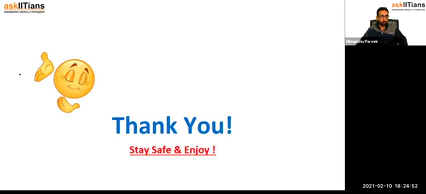 askIITians
askIITians
Thank You!
Stay Safe & Enjoy !
2021-02-10 18:24:52